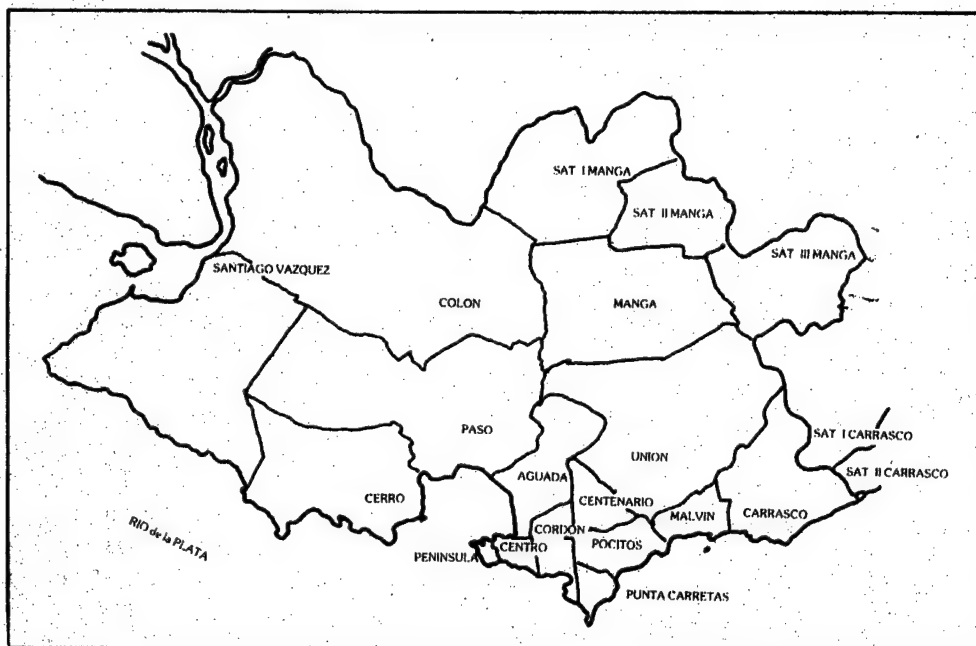 SAT I MANGA
SAT II MANGA
SAT III MANGA
SANTIAGO VAZQUEZ
COLON
MANGA
PASO
SAT I CARRASCO
UNION
SAT II CARRASCO
AGUADA
CERRO
CENTENARIO
MALVIN
CARRASCO
CORDON
RIO de la PLATA
PENINSULA
CENTRO
POCITOS
PUNTA CARRETAS